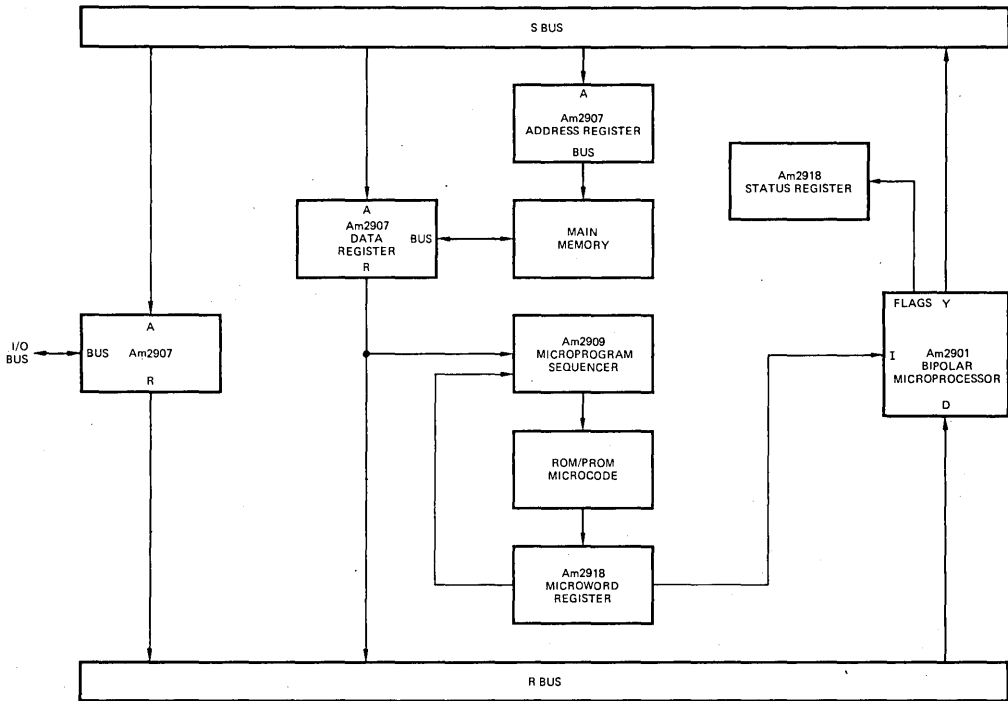 S BUS
A
Am2907
ADDRESS REGISTER
BUS
Am2918
STATUS REGISTER
A
Am2907
DATA
REGISTER
BUS
R
MAIN
MEMORY
I/O
BUS
A
BUS
Am2907
R
Am2909
MICROPROGRAM
SEQUENCER
FLAGS Y
I
Am2901
BIPOLAR
MICROPROCESSOR
D
ROM/PROM
MICROCODE
Am2918
MICROWORD
REGISTER
R BUS